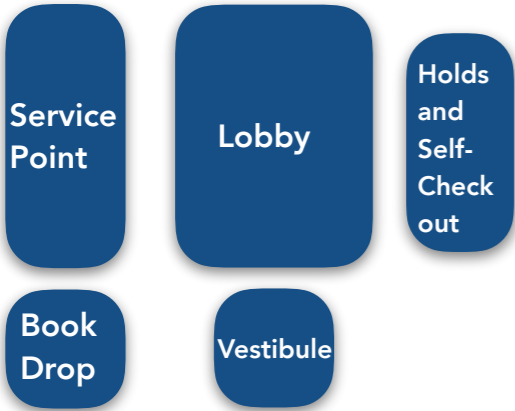 Service
Point
Lobby
Holds
and
Self-
Check
out
Book
Drop
Vestibule